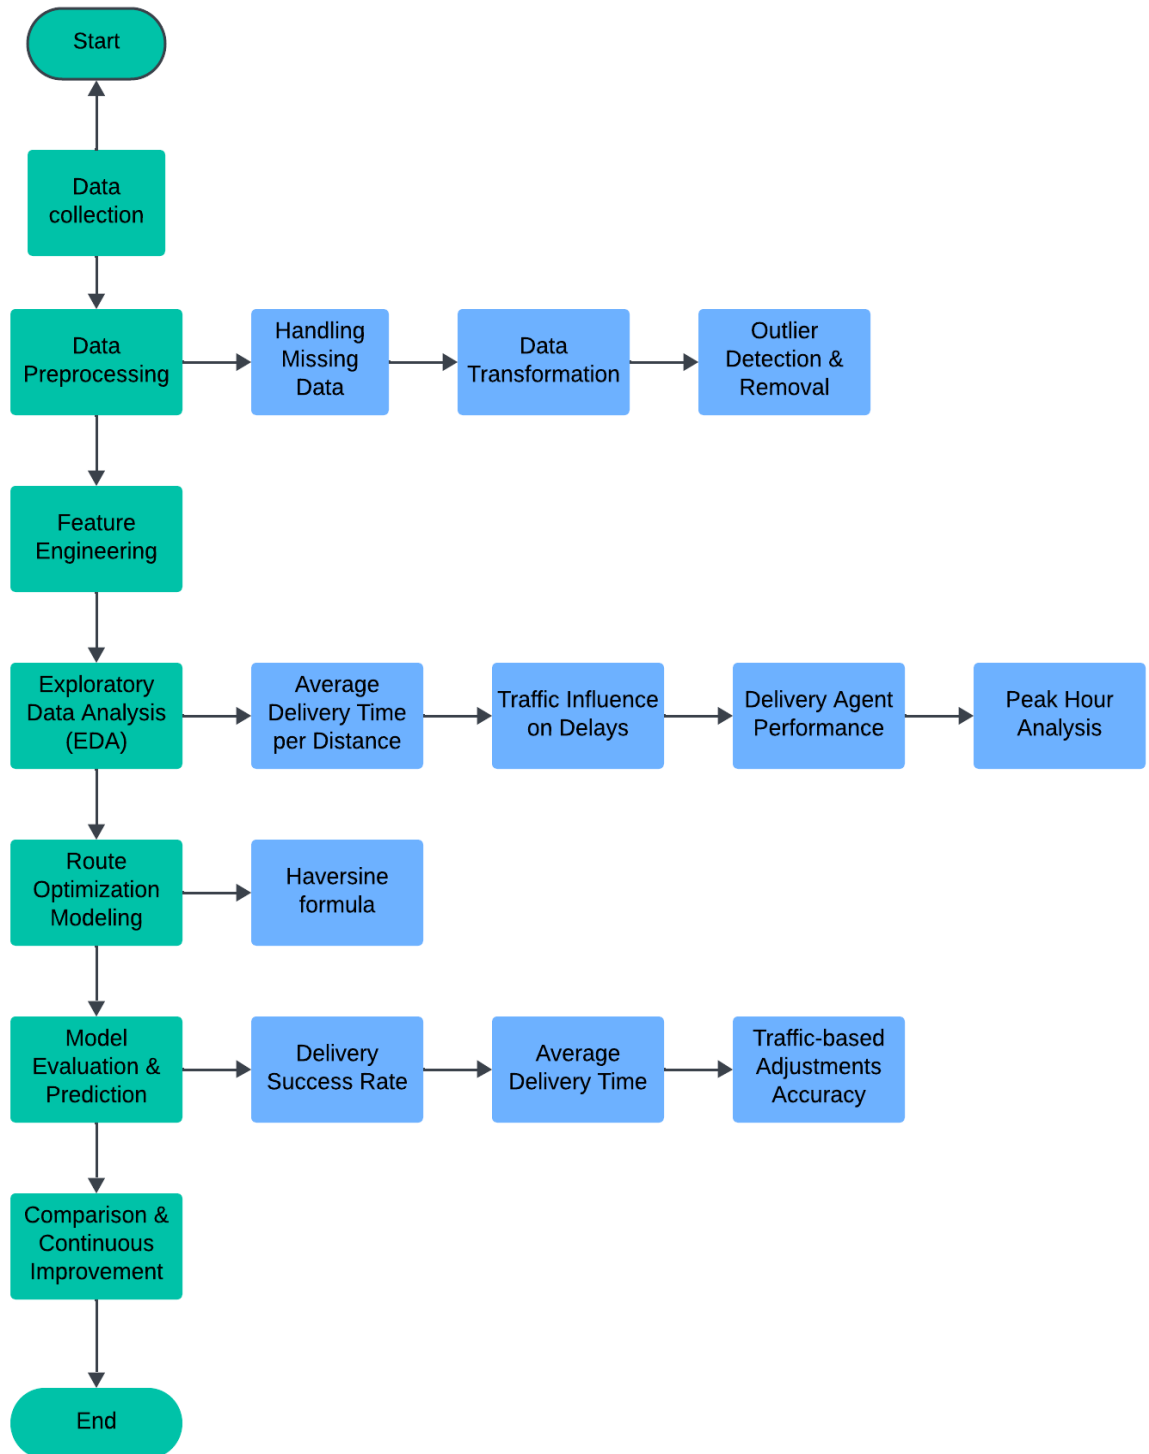 Start
Data
collection
Data
Preprocessing
Handling
Missing
Data
Data
Transformation
Outlier
Detection &
Removal
Feature
Engineering
Exploratory
Data Analysis
(EDA)
Average
Delivery Time
per Distance
Traffic Influence
on Delays
Delivery Agent
Performance
Peak Hour
Analysis
Route
Optimization
Modeling
Haversine
formula
Model
Evaluation &
Prediction
Delivery
Success Rate
Average
Delivery Time
Traffic-based
Adjustments
Accuracy
Comparison &
Continuous
Improvement
End